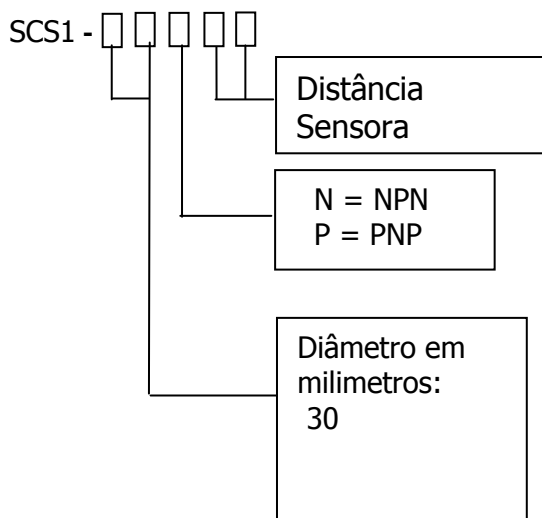 SCS1 -
Distância
Sensora
N = NPN
P = PNP
Diâmetro em
milimetros:
30